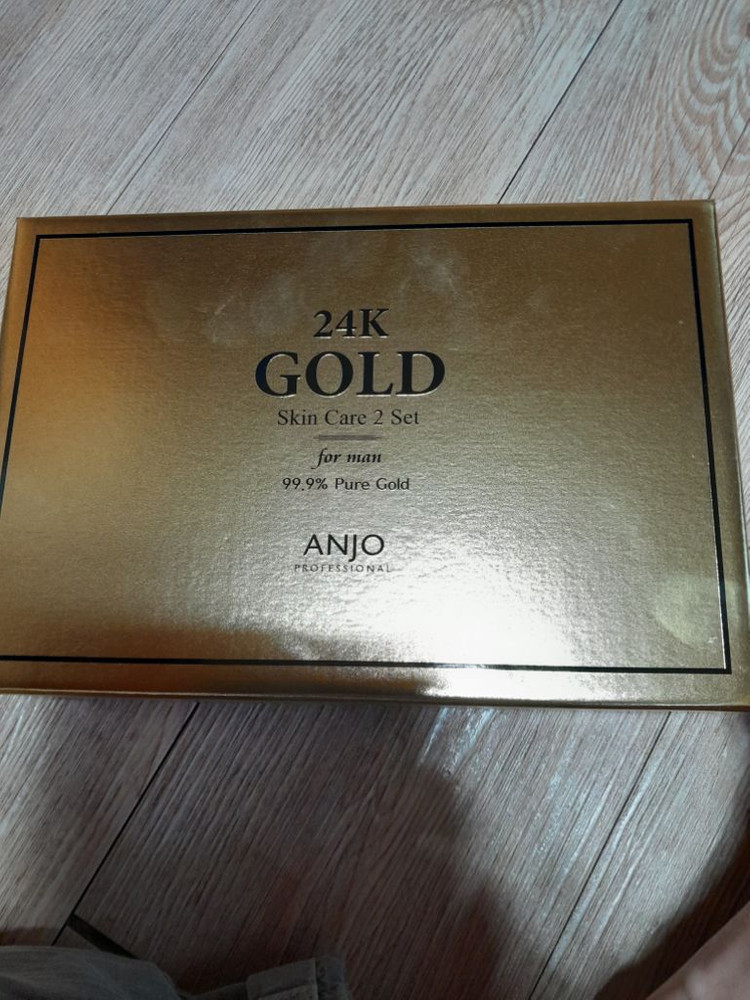 24K
GOLD
Skin Care 2 Set
for man
99.9% Pure Gold
ANJO
PROFESSIONAL